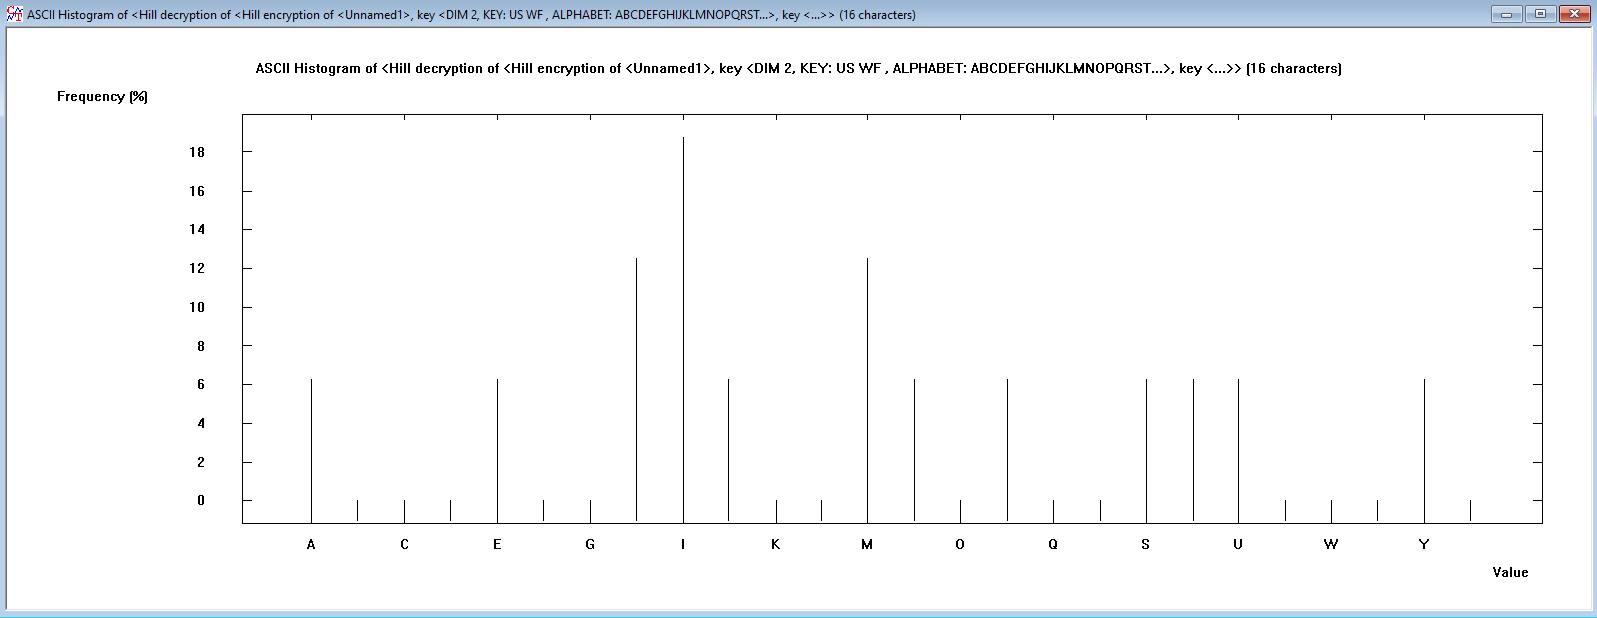 ASCII Histogram of <Hill decryption of <Hill encryption of <Unnamed1>, key <DIM 2, KEY: US WF , ALPHABET: ABCDEFGHIJKLMNOPQRST...>, key <...>> (16 characters)
ASCII Histogram of <Hill decryption of <Hill encryption of <Unnamed1>, key <DIM 2, KEY: US WF , ALPHABET: ABCDEFGHIJKLMNOPQRST...>, key <...>> (16 characters)
Frequency (%)
18
16
14
12
10
8
6
4
2
0
A C E G I K M O Q S U W Y
Value